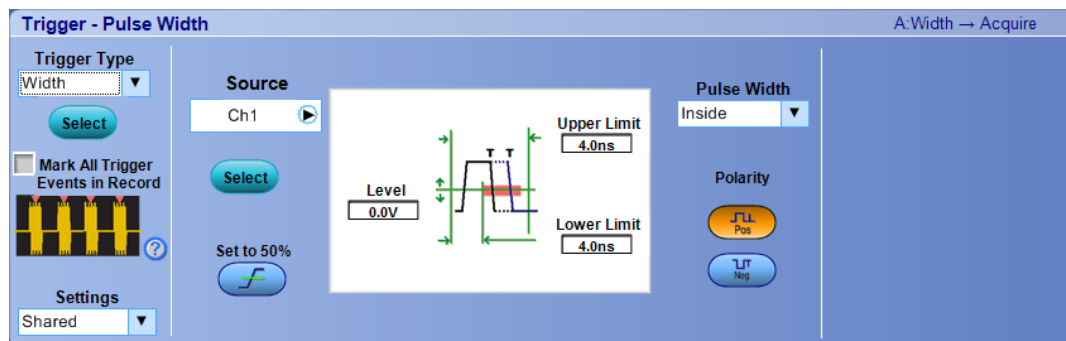 Trigger - Pulse Width
A:Width → Acquire
Trigger Type
Width
Select
Mark All Trigger
Events in Record
?
Settings
Shared
Source
Ch1
Select
Set to 50%
Level
0.0V
T T
Upper Limit
4.0ns
Lower Limit
4.0ns
Pulse Width
Inside
Polarity
Pos
Neg